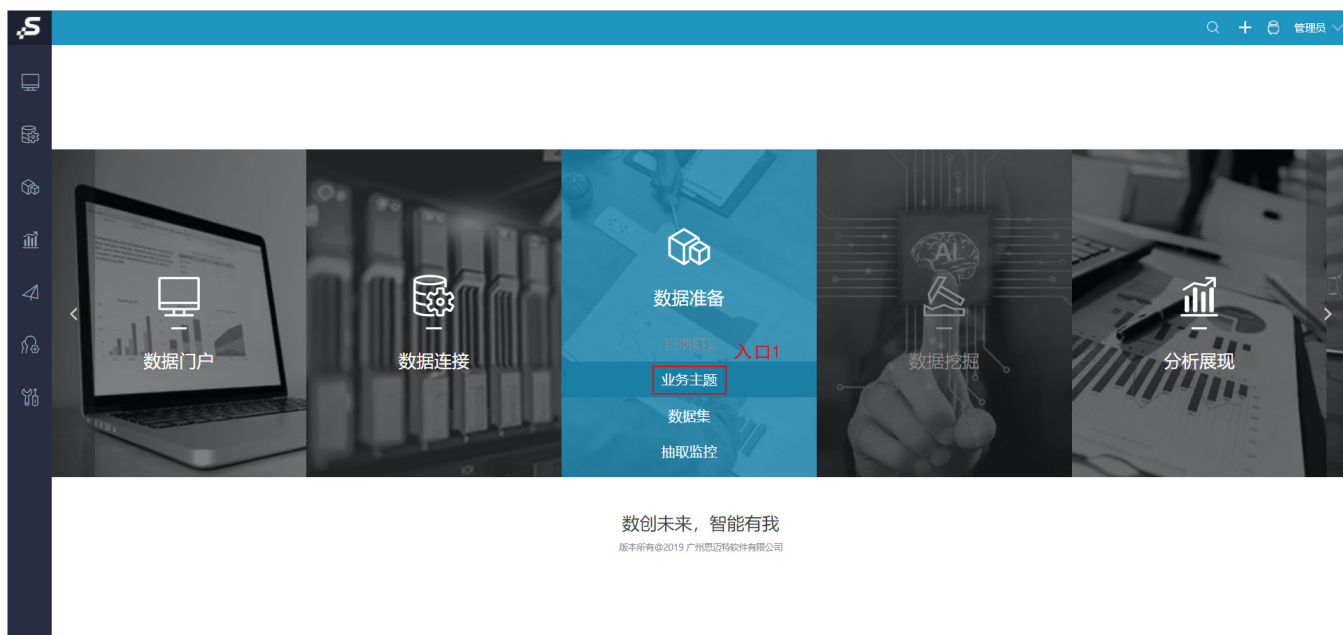 管理员
数据准备
自助ETL
入口1
业务主题
数据集
抽取监控
数据门户
数据连接
AI
数据挖掘
分析展现
数创未来，智能有我
版本所有@2019 广州思迈特软件有限公司